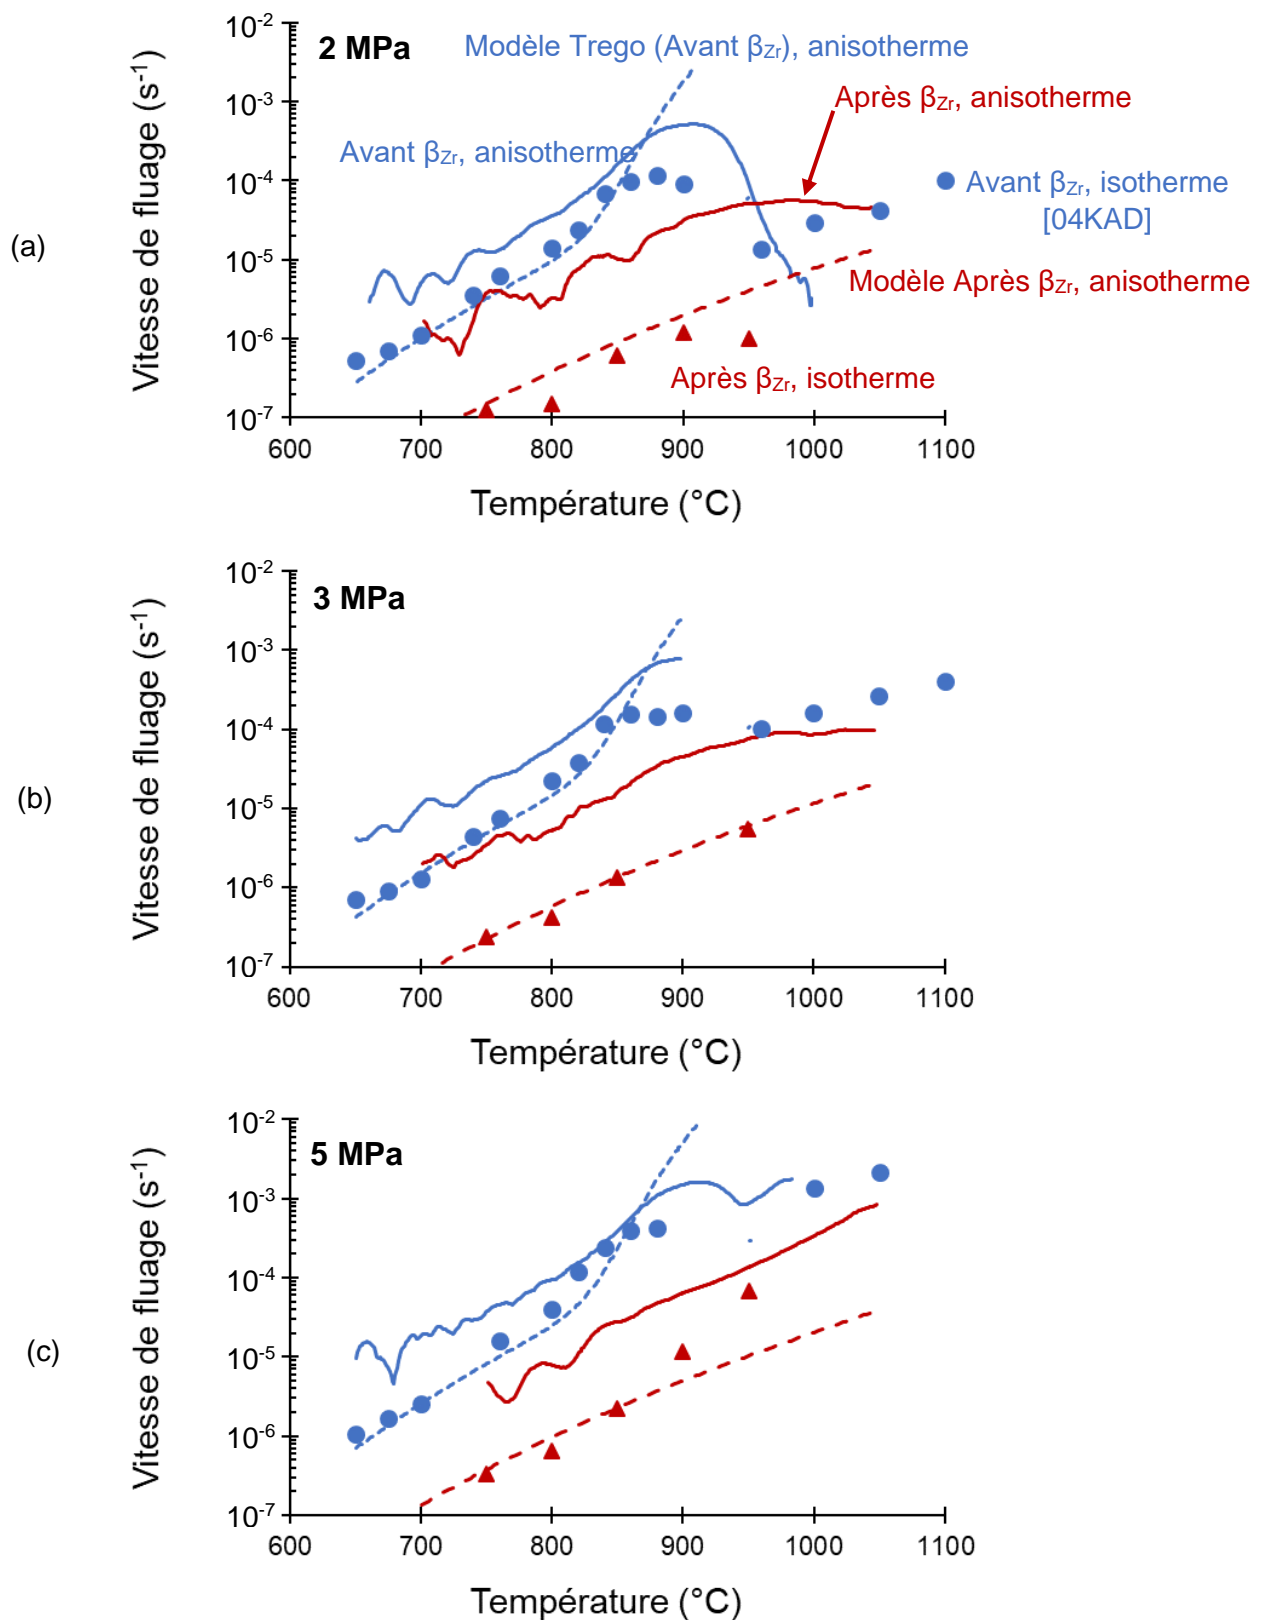 (a)
Vitesse de fluage (s-1)
10-2
10-3
10-4
10-5
10-6
10-7
2 MPa
Modèle Trego (Avant βZr), anisotherme
Après βZr, anisotherme
Avant βZr, anisotherme
Avant βZr, isotherme
[04KAD]
Modèle Après βZr, anisotherme
Après βZr, isotherme
600 700 800 900 1000 1100
Température (°C)
(b)
Vitesse de fluage (s-1)
10-2
10-3
10-4
10-5
10-6
10-7
3 MPa
600 700 800 900 1000 1100
Température (°C)
(c)
Vitesse de fluage (s-1)
10-2
10-3
10-4
10-5
10-6
10-7
5 MPa
600 700 800 900 1000 1100
Température (°C)